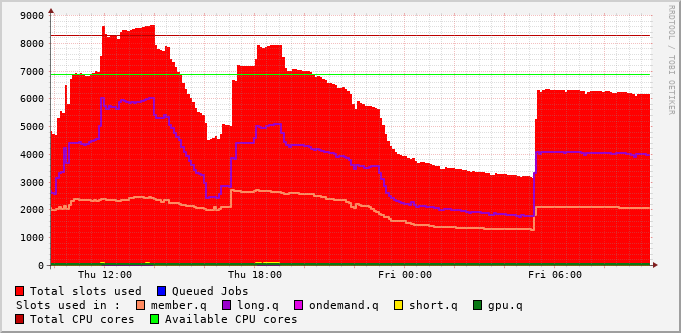 9000
8000
7000
6000
5000
4000
3000
2000
1000
0
Thu 12:00 Thu 18:00 Fri 00:00 Fri 06:00
RRDTOOL / TOBI OETIKER
Total slots used Queued Jobs
Slots used in : member.q long.q ondemand.q short.q gpu.q
Total CPU cores Available CPU cores